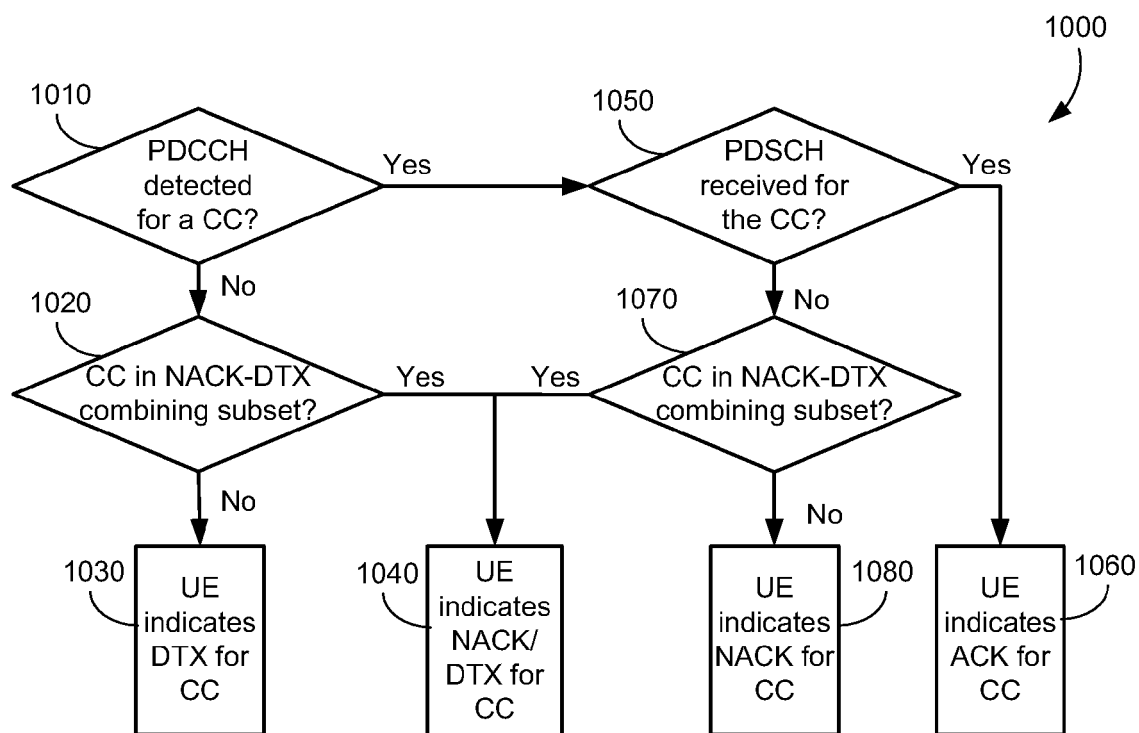 1000
1010
PDCCH
detected
for a CC?
Yes
1050
PDSCH
received for
the CC?
Yes
No
No
1020
CC in NACK-DTX
combining subset?
Yes
Yes
1070
CC in NACK-DTX
combining subset?
No
No
1030
UE
indicates
DTX for
CC
1040
UE
indicates
NACK/
DTX for
CC
UE
indicates
NACK for
CC
1080
UE
indicates
ACK for
CC
1060